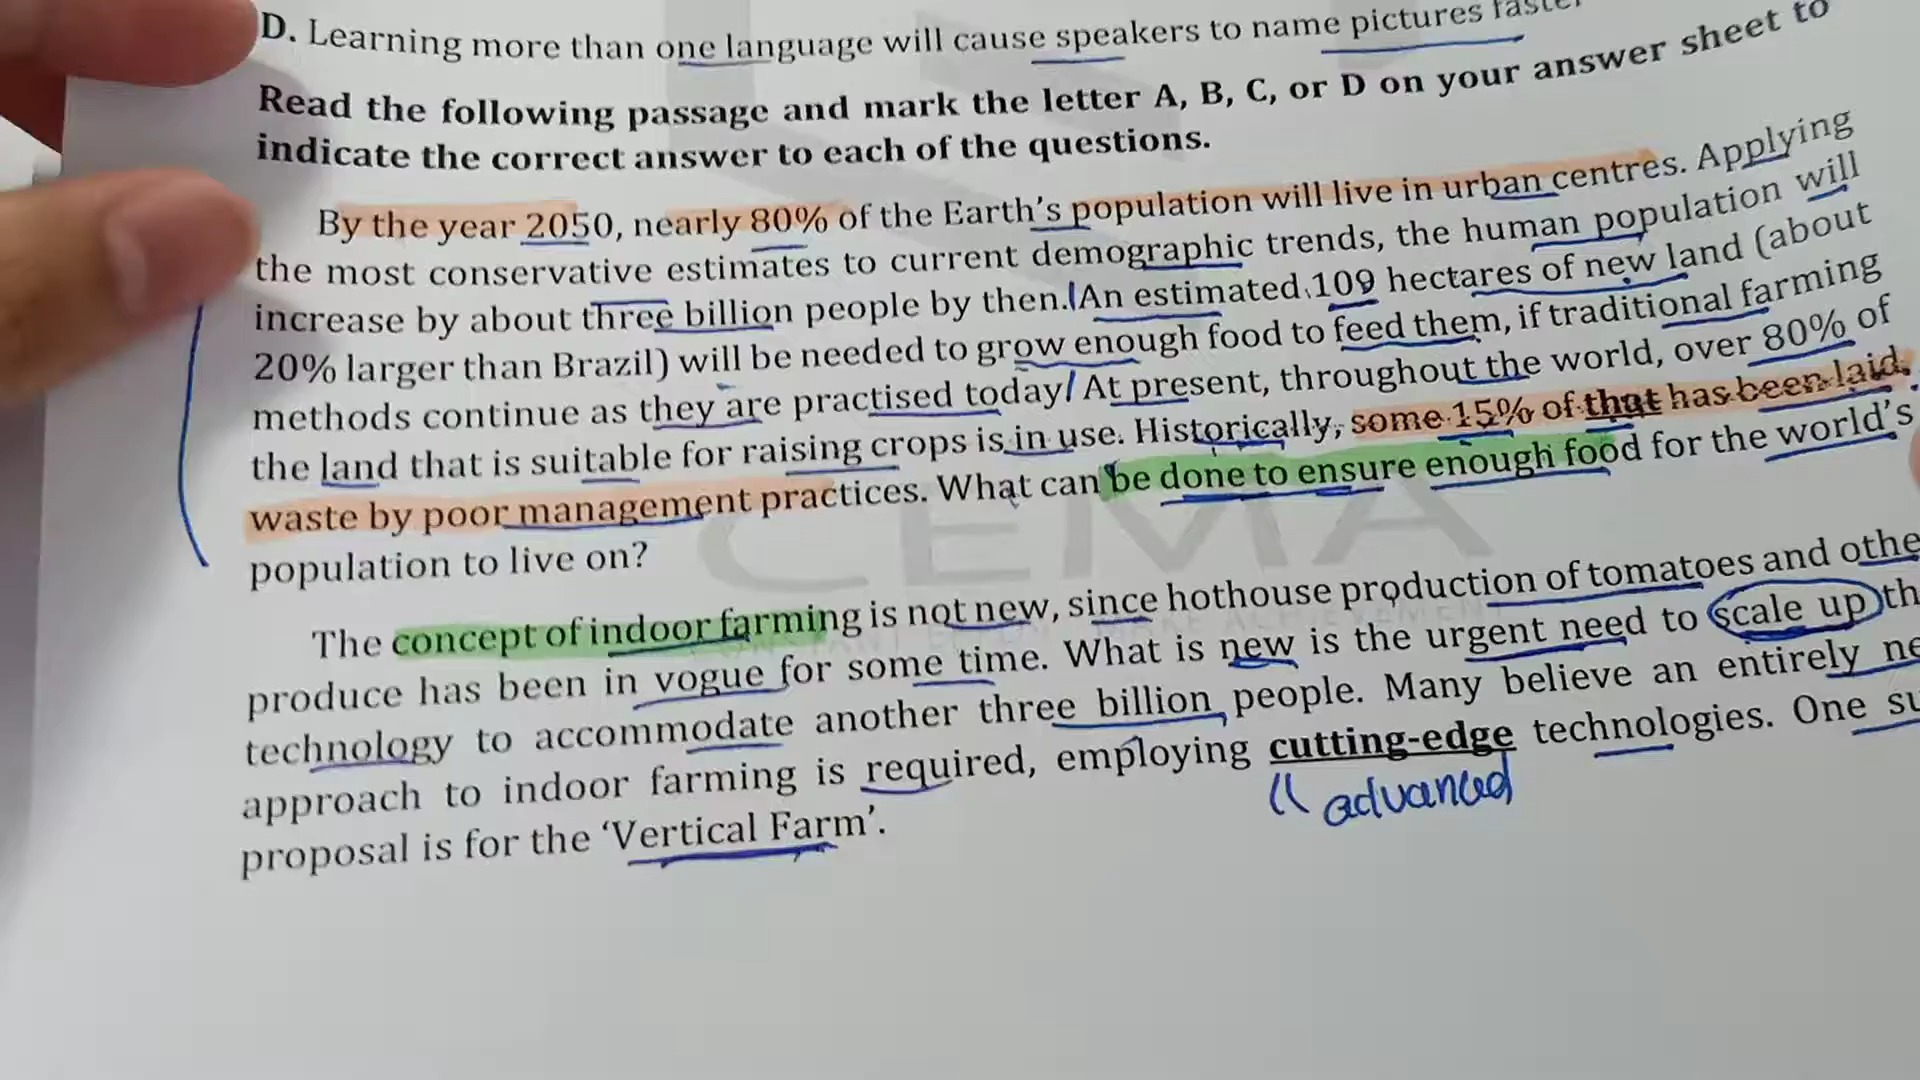 D. Learning more than one language will cause speakers to name pictures faster
Read the following passage and mark the letter A, B, C, or D on your answer sheet to
indicate the correct answer to each of the questions.
By the year 2050, nearly 80% of the Earth's population will live in urban centres. Applying
the most conservative estimates to current demographic trends, the human population will
increase by about three billion people by then. An estimated 109 hectares of new land (about
20% larger than Brazil) will be needed to grow enough food to feed them, if traditional farming
methods continue as they are practised today. At present, throughout the world, over 80% of
the land that is suitable for raising crops is in use. Historically, some 15% of that has been laid
waste by poor management practices. What can be done to ensure enough food for the world's
population to live on?
CEMA
The concept of indoor farming is not new, since hothouse production of tomatoes and othe
produce has been in vogue for some time. What is new is the urgent need to scale up th
technology to accommodate another three billion people. Many believe an entirely ne
approach to indoor farming is required, employing cutting-edge technologies. One su
proposal is for the 'Vertical Farm'.
advanced